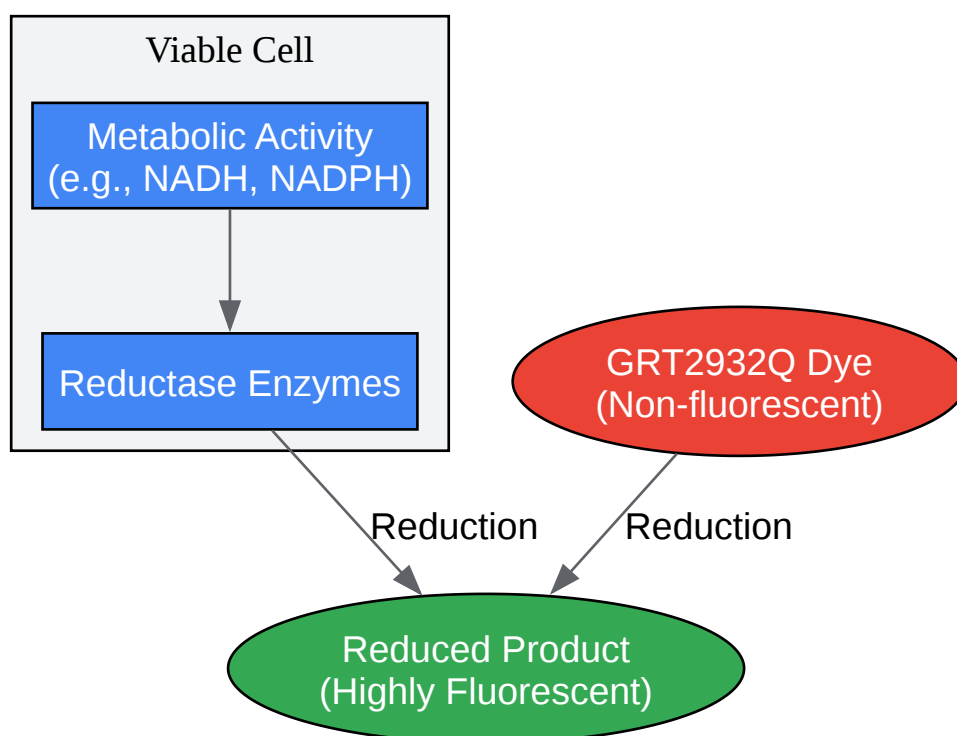 Viable Cell
Metabolic Activity
(e.g., NADH, NADPH)
Reductase Enzymes
GRT2932Q Dye
(Non-fluorescent)
Reduction
Reduction
Reduced Product
(Highly Fluorescent)